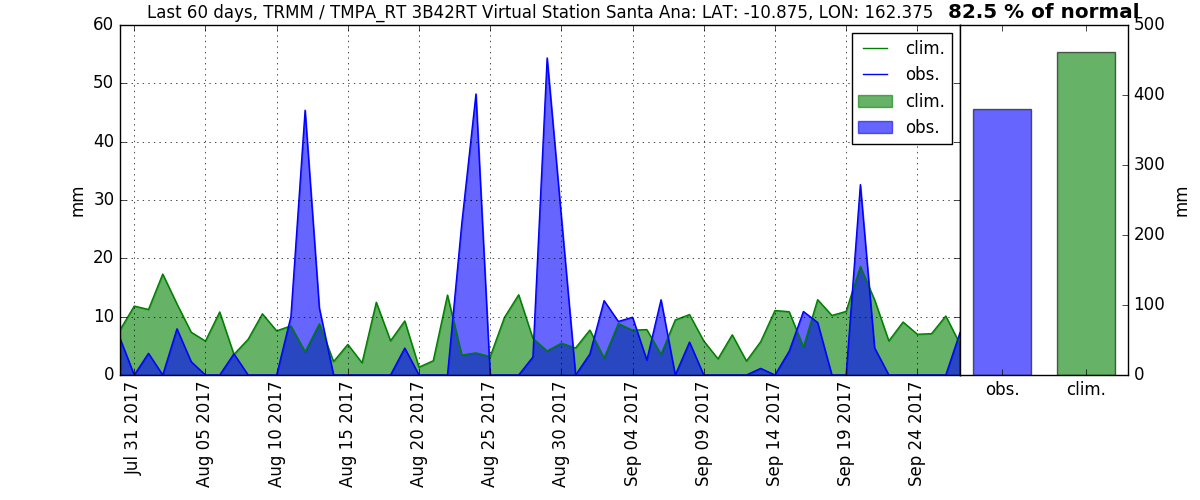 Last 60 days, TRMM / TMPA_RT 3B42RT Virtual Station Santa Ana: LAT: -10.875, LON: 162.375
82.5 % of normal
60
50
40
30
20
10
0
mm
clim.
obs.
clim.
obs.
Jul 31 2017
Aug 05 2017
Aug 10 2017
Aug 15 2017
Aug 20 2017
Aug 25 2017
Aug 30 2017
Sep 04 2017
Sep 09 2017
Sep 14 2017
Sep 19 2017
Sep 24 2017
500
400
300
200
100
0
mm
obs.
clim.